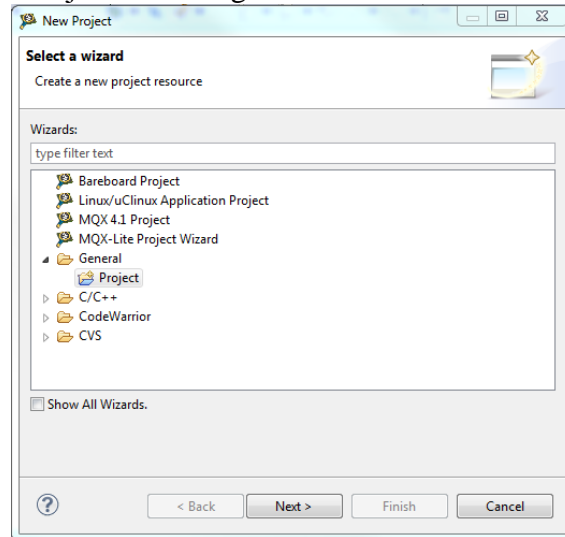 New Project
Select a wizard
Create a new project resource
Wizards:
type filter text
Bareboard Project
Linux/uClinux Application Project
MQX 4.1 Project
MQX-Lite Project Wizard
General
Project
C/C++
CodeWarrior
CVS
Show All Wizards.
?
< Back Next > Finish Cancel